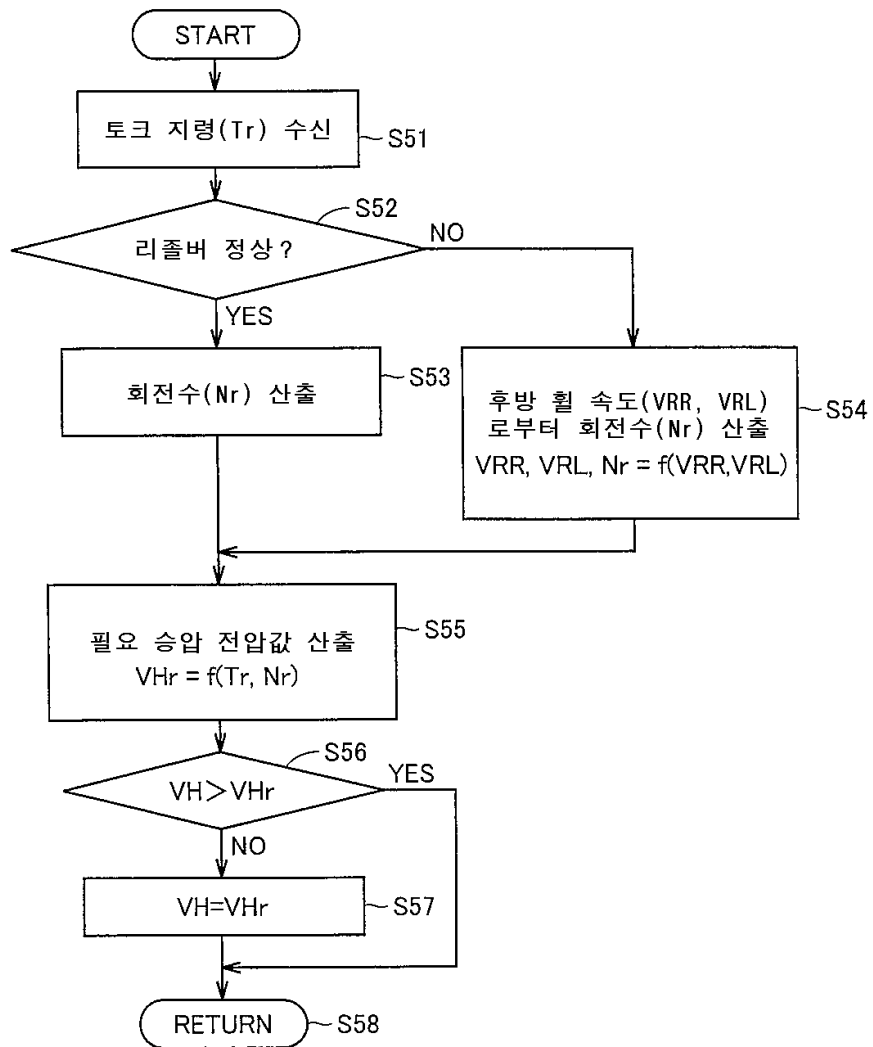 START
토크 지령(Tr) 수신
S51
S52
리졸버 정상?
NO
YES
회전수(Nr) 산출
S53
후방 휠 속도(VRR, VRL)
로부터 회전수(Nr) 산출
VRR, VRL, Nr = f(VRR,VRL)
S54
필요 승압 전압값 산출
VHr = f(Tr, Nr)
S55
S56
VH>VHr
YES
NO
VH=VHr
S57
RETURN
S58